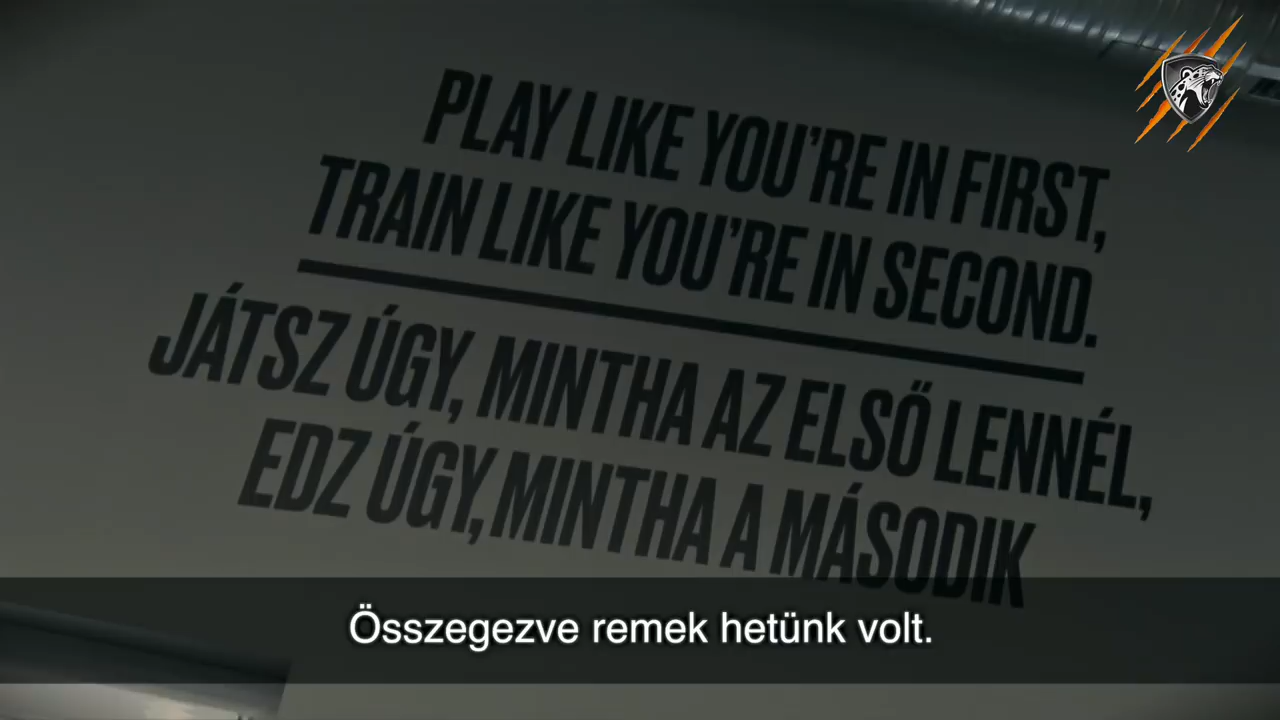 PLAY LIKE YOU'RE IN FIRST,
TRAIN LIKE YOU'RE IN SECOND.
JÁTSZ ÚGY, MINTHA AZ ELSŐ LENNÉL,
EDZ ÚGY, MINTHA A MÁSODIK
Összegezve remek hetünk volt.